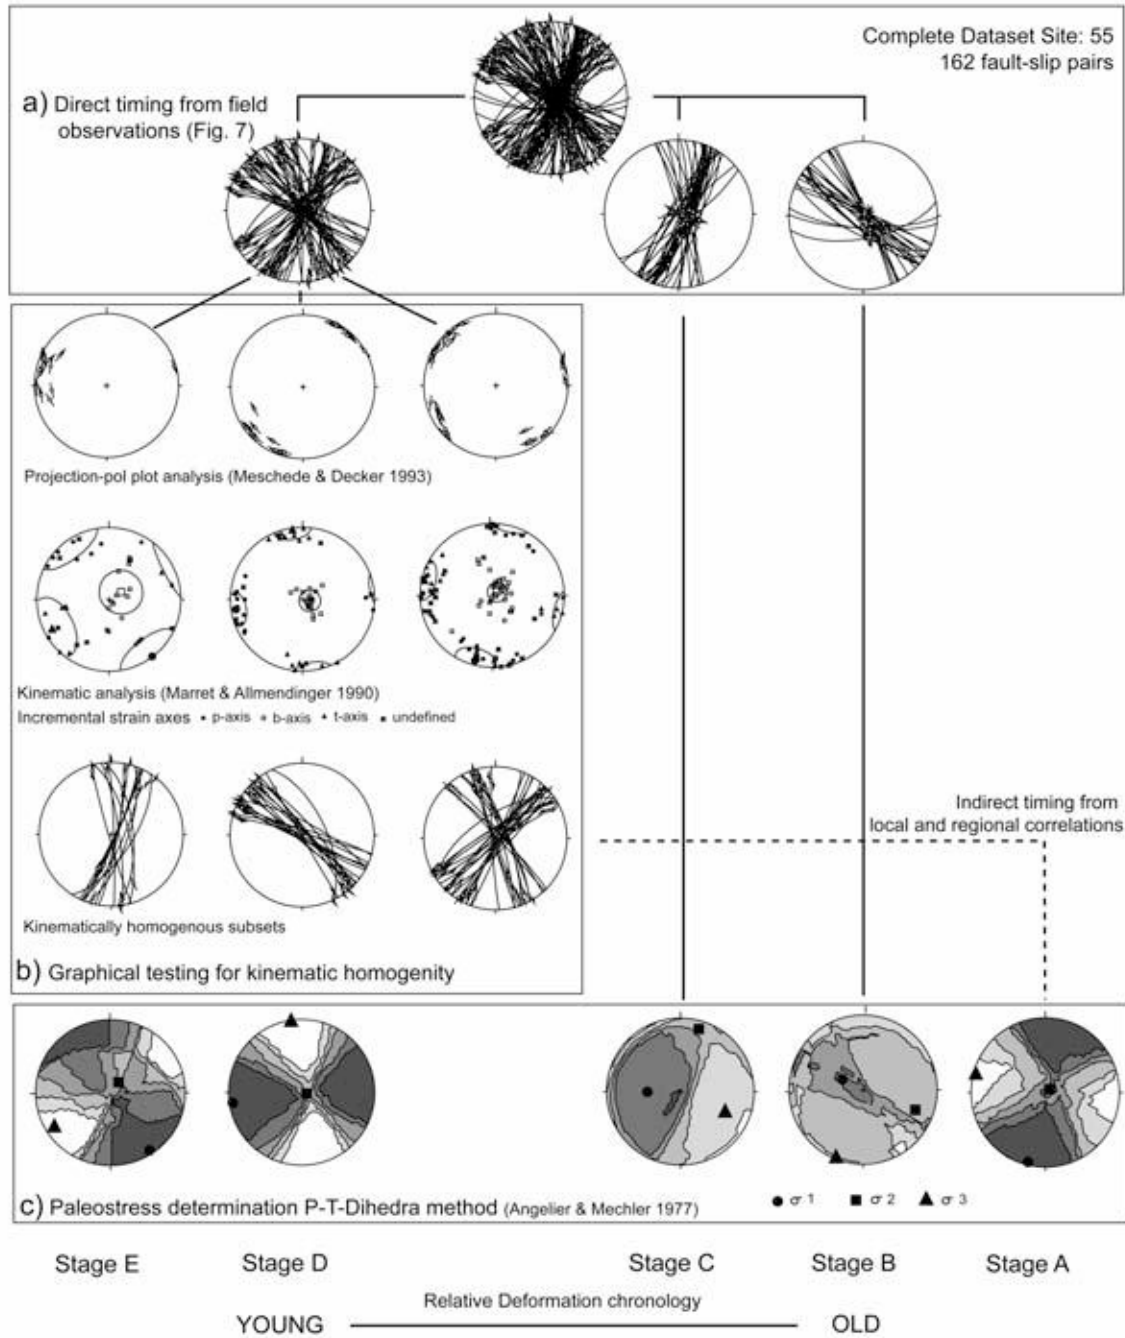 Complete Dataset Site: 55
162 fault-slip pairs
a) Direct timing from field
observations (Fig. 7)
Projection-pol plot analysis (Meschede & Decker 1993)
Kinematic analysis (Marret & Allmendinger 1990)
Incremental strain axes • p-axis ∘ b-axis ▲ t-axis ■ undefined
Indirect timing from
local and regional correlations
Kinematically homogenous subsets
b) Graphical testing for kinematic homogenity
c) Paleostress determination P-T-Dihedra method (Angelier & Mechler 1977)
● σ 1 ■ σ 2 ▲ σ 3
Stage E Stage D Stage C Stage B Stage A
Relative Deformation chronology
YOUNG OLD